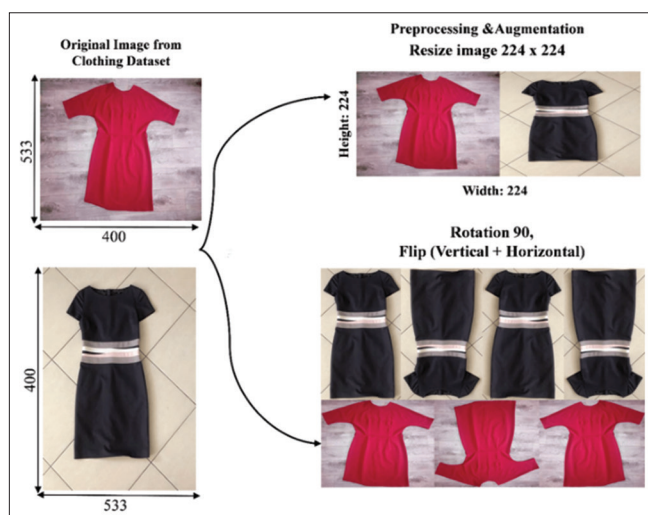 Original Image from
Clothing Dataset
533
400
400
533
Preprocessing &Augmentation
Resize image 224 x 224
Height: 224
Width: 224
Rotation 90,
Flip (Vertical + Horizontal)